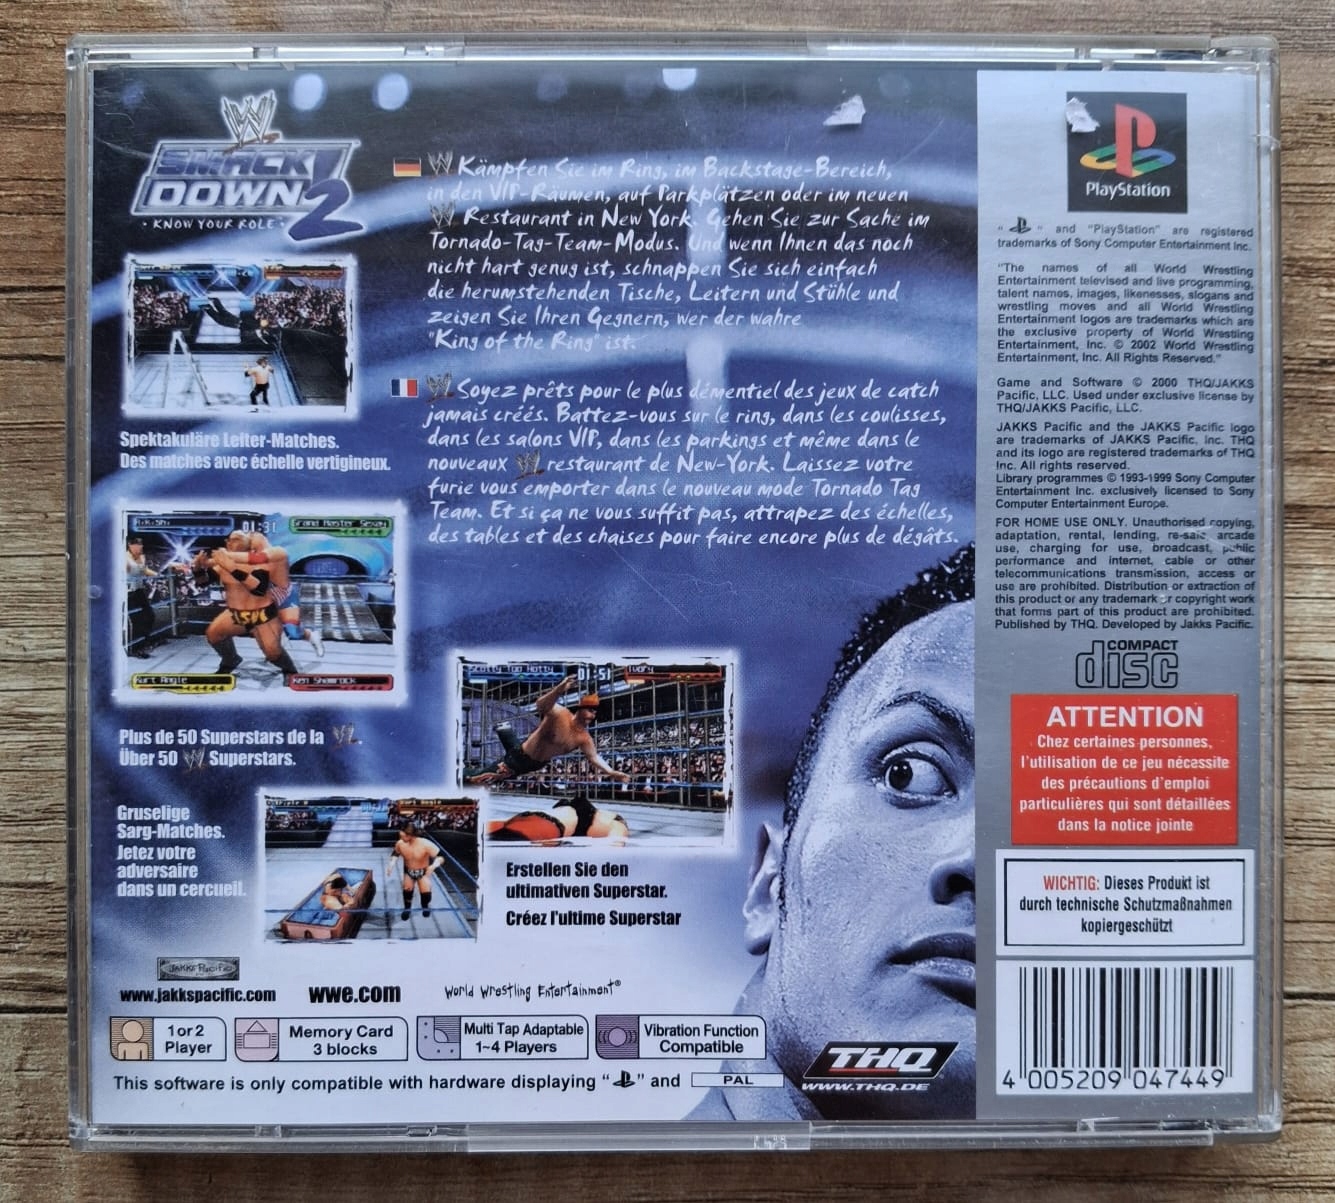 W
SMACK!
DOWN 2
· KNOW YOUR ROLE ·
Kämpfen Sie im Ring, im Backstage-Bereich,
in den VIP-Räumen, auf Parkplätzen oder im neuen
W Restaurant in New York. Gehen Sie zur Sache im
Tornado-Tag-Team-Modus. Und wenn Ihnen das noch
nicht hart genug ist, schnappen Sie sich einfach
die herumstehenden Tische, Leitern und Stühle und
zeigen Sie Ihren Gegnern, wer der wahre
"King of the Ring" ist.
W Soyez prêts pour le plus démentiel des jeux de catch
jamais créés. Battez-vous sur le ring, dans les coulisses,
dans les salons VIP, dans les parkings et même dans le
nouveaux W restaurant de New-York. Laissez votre
furie vous emporter dans le nouveau mode Tornado Tag
Team. Et si ça ne vous suffit pas, attrapez des échelles,
des tables et des chaises pour faire encore plus de dégâts.
Spektakuläre Leiter-Matches.
Des matches avec échelle vertigineux.
Rikishi
01:31
Grand Master Sexay
Kurt Angle
Ken Shamrock
Plus de 50 Superstars de la W
Über 50 W Superstars.
Scotty Too Hotty
01:51
Ivory
Gruselige
Sarg-Matches.
Jetez votre
adversaire
dans un cercueil.
Triple H
Kurt Angle
Erstellen Sie den
ultimativen Superstar.
Créez l'ultime Superstar
JAKKS Pacific
www.jakkspacific.com
wwe.com
World Wrestling Entertainment®
1 or 2
Player
Memory Card
3 blocks
Multi Tap Adaptable
1~4 Players
Vibration Function
Compatible
This software is only compatible with hardware displaying " " and PAL
THQ
WWW.THQ.DE
PlayStation
" " and "PlayStation" are registered
trademarks of Sony Computer Entertainment Inc.
"The names of all World Wrestling
Entertainment televised and live programming,
talent names, images, likenesses, slogans and
wrestling moves and all World Wrestling
Entertainment logos are trademarks which are
the exclusive property of World Wrestling
Entertainment, Inc. © 2002 World Wrestling
Entertainment, Inc. All Rights Reserved."
Game and Software © 2000 THQ/JAKKS
Pacific, LLC. Used under exclusive license by
THQ/JAKKS Pacific, LLC.
JAKKS Pacific and the JAKKS Pacific logo
are trademarks of JAKKS Pacific, Inc. THQ
and its logo are registered trademarks of THQ
Inc. All rights reserved.
Library programmes © 1993-1999 Sony Computer
Entertainment Inc. exclusively licensed to Sony
Computer Entertainment Europe.
FOR HOME USE ONLY. Unauthorised copying,
adaptation, rental, lending, re-sale, arcade
use, charging for use, broadcast, public
performance and internet, cable or other
telecommunications transmission, access or
use are prohibited. Distribution or extraction of
this product or any trademark or copyright work
that forms part of this product are prohibited.
Published by THQ. Developed by Jakks Pacific.
COMPACT
disc
ATTENTION
Chez certaines personnes,
l'utilisation de ce jeu nécessite
des précautions d'emploi
particulières qui sont détaillées
dans la notice jointe
WICHTIG: Dieses Produkt ist
durch technische Schutzmaßnahmen
kopiergeschützt
4 005209 047449